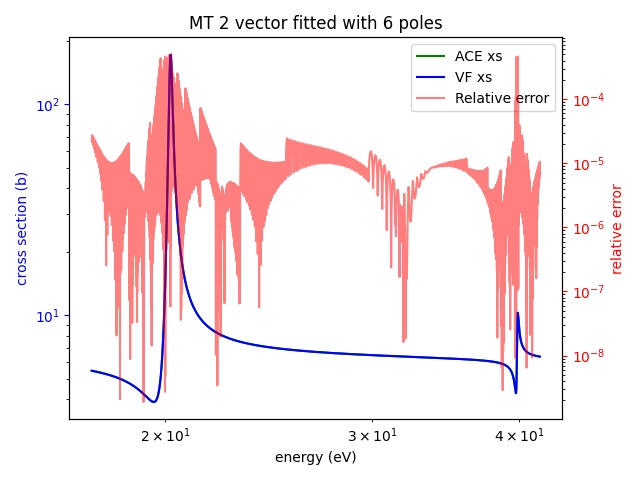 MT 2 vector fitted with 6 poles
ACE xs
VF xs
Relative error
cross section (b)
10²
10¹
relative error
10⁻⁴
10⁻⁵
10⁻⁶
10⁻⁷
10⁻⁸
2 × 10¹
3 × 10¹
4 × 10¹
energy (eV)